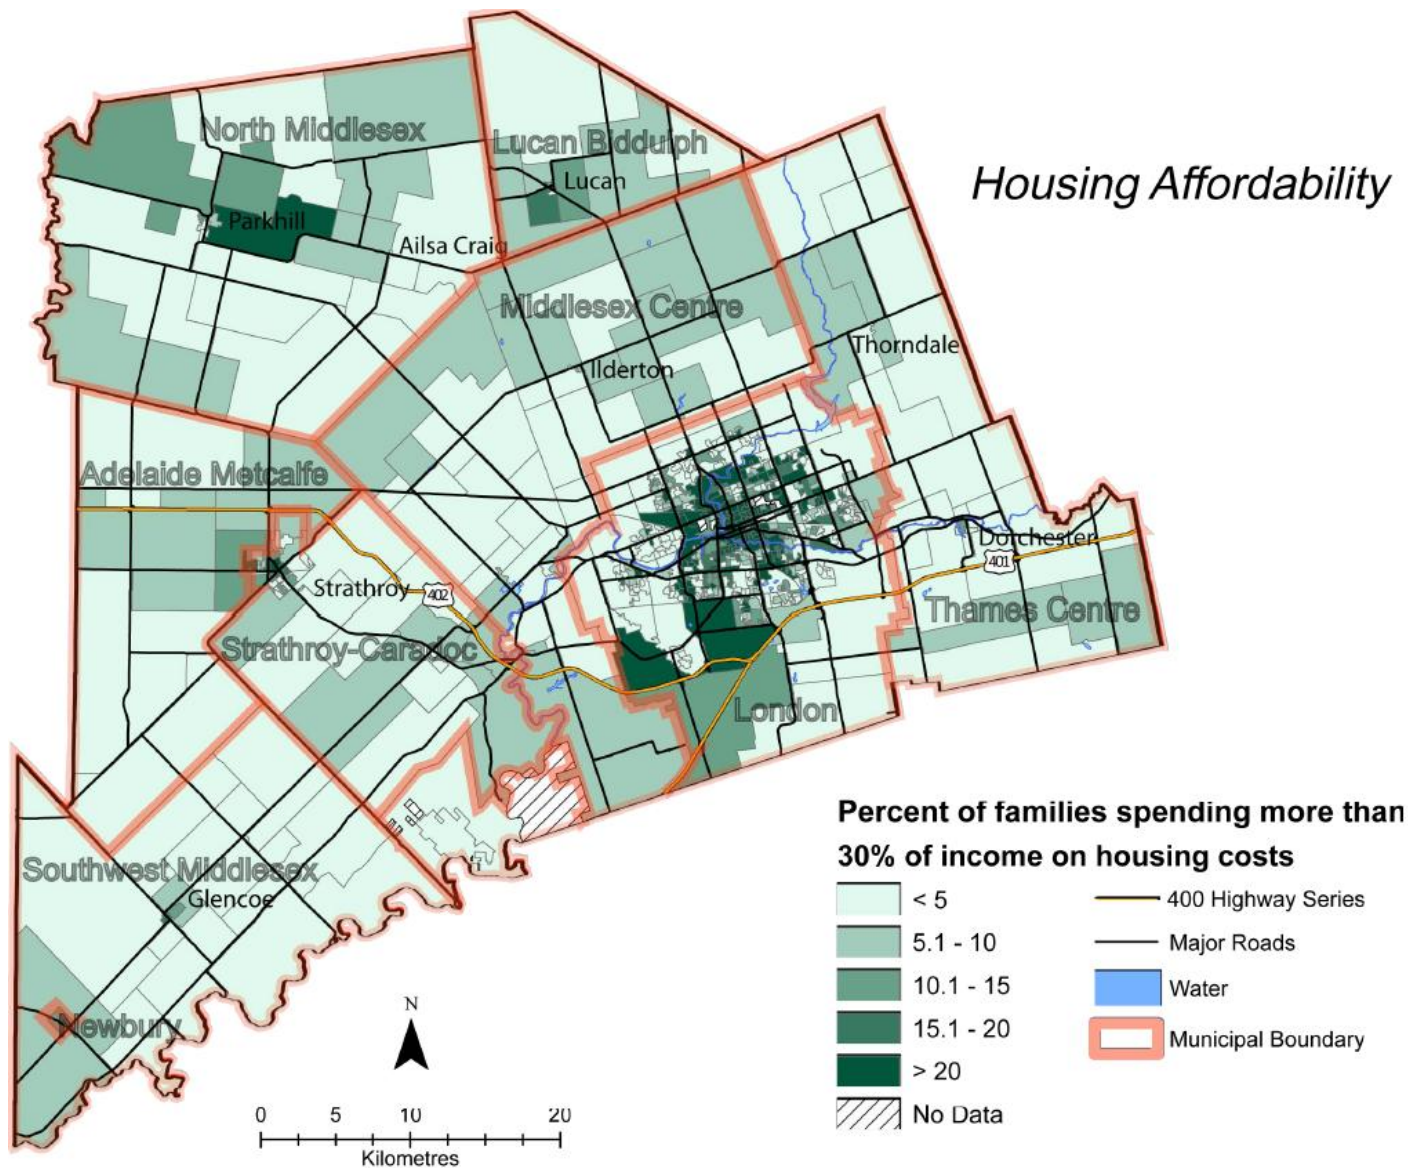 North Middlesex
Lucan Biddulph
Lucan
Housing Affordability
Parkhill
Ailsa Craig
Middlesex Centre
Thorndale
Ilderton
Adelaide Metcalfe
Dorchester
401
Strathroy
402
Thames Centre
Strathroy-Caradoc
London
Percent of families spending more than
30% of income on housing costs
Southwest Middlesex
Glencoe
< 5
400 Highway Series
5.1 - 10
Major Roads
10.1 - 15
Water
Newbury
15.1 - 20
Municipal Boundary
> 20
No Data
N
0 5 10 20
Kilometres